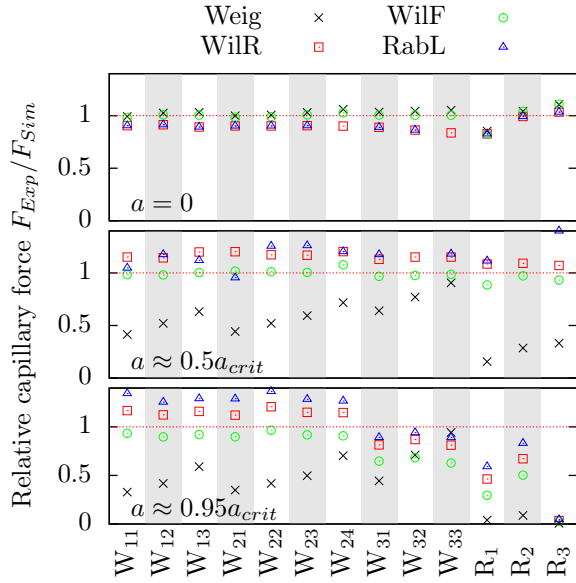 Weig WilF
WilR RabL
Relative capillary force F_{Exp}/F_{Sim}
1
0.5
0
a = 0
1
0.5
0
a ≈ 0.5a_{crit}
1
0.5
0
a ≈ 0.95a_{crit}
W_{11} W_{12} W_{13} W_{21} W_{22} W_{23} W_{24} W_{31} W_{32} W_{33} R_1 R_2 R_3